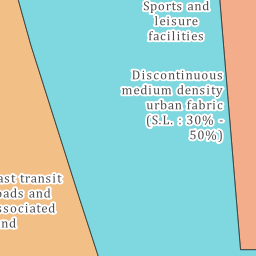 Sports and
leisure
facilities
Discontinuous
medium density
urban fabric
(S.L. : 30% -
50%)
ast transit
oads and
ssociated
nd